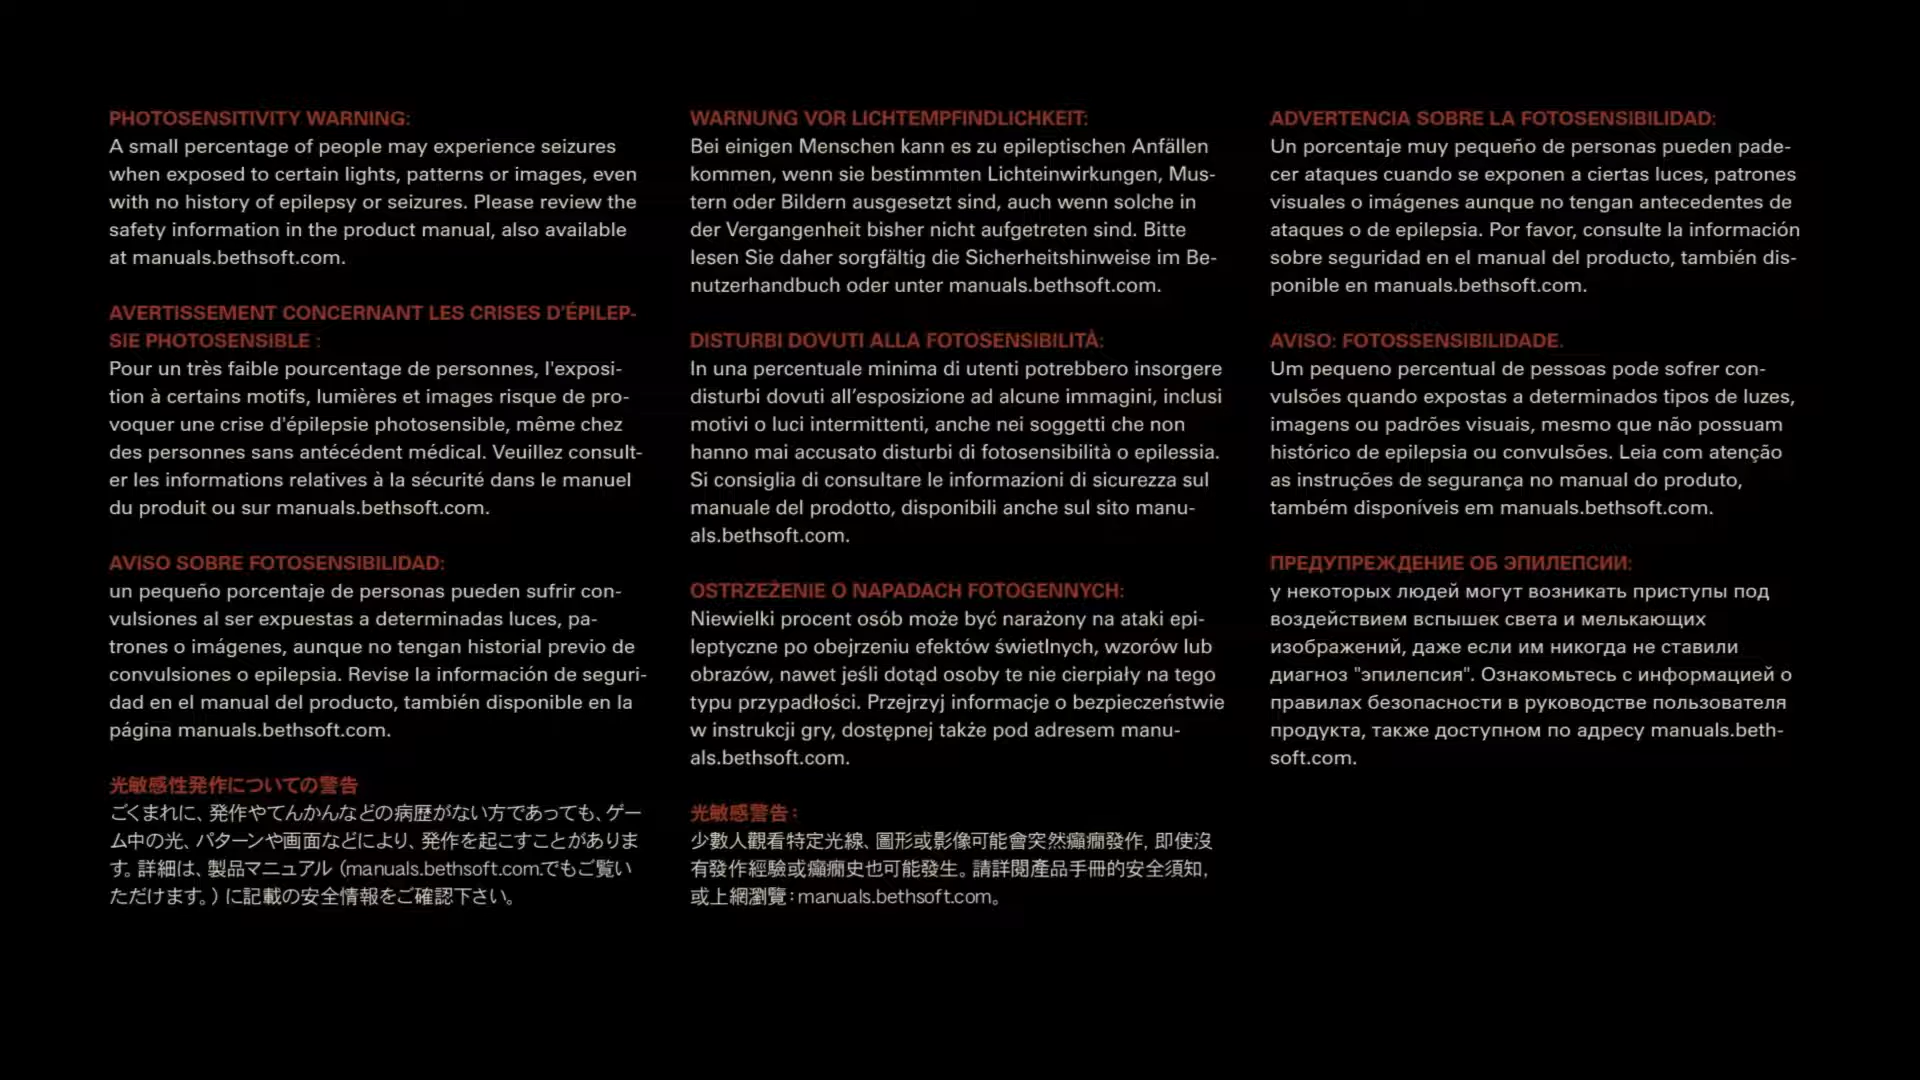 PHOTOSENSITIVITY WARNING:
A small percentage of people may experience seizures
when exposed to certain lights, patterns or images, even
with no history of epilepsy or seizures. Please review the
safety information in the product manual, also available
at manuals.bethsoft.com.
AVERTISSEMENT CONCERNANT LES CRISES D'ÉPILEP-
SIE PHOTOSENSIBLE :
Pour un très faible pourcentage de personnes, l'exposi-
tion à certains motifs, lumières et images risque de pro-
voquer une crise d'épilepsie photosensible, même chez
des personnes sans antécédent médical. Veuillez consult-
er les informations relatives à la sécurité dans le manuel
du produit ou sur manuals.bethsoft.com.
AVISO SOBRE FOTOSENSIBILIDAD:
un pequeño porcentaje de personas pueden sufrir con-
vulsiones al ser expuestas a determinadas luces, pa-
trones o imágenes, aunque no tengan historial previo de
convulsiones o epilepsia. Revise la información de seguri-
dad en el manual del producto, también disponible en la
página manuals.bethsoft.com.
光敏感性発作についての警告
ごくまれに、発作やてんかんなどの病歴がない方であっても、ゲー
ム中の光、パターンや画面などにより、発作を起こすことがありま
す。詳細は、製品マニュアル（manuals.bethsoft.comでもご覧い
ただけます。）に記載の安全情報をご確認下さい。
WARNUNG VOR LICHTEMPFINDLICHKEIT:
Bei einigen Menschen kann es zu epileptischen Anfällen
kommen, wenn sie bestimmten Lichteinwirkungen, Mus-
tern oder Bildern ausgesetzt sind, auch wenn solche in
der Vergangenheit bisher nicht aufgetreten sind. Bitte
lesen Sie daher sorgfältig die Sicherheitshinweise im Be-
nutzerhandbuch oder unter manuals.bethsoft.com.
DISTURBI DOVUTI ALLA FOTOSENSIBILITÀ:
In una percentuale minima di utenti potrebbero insorgere
disturbi dovuti all'esposizione ad alcune immagini, inclusi
motivi o luci intermittenti, anche nei soggetti che non
hanno mai accusato disturbi di fotosensibilità o epilessia.
Si consiglia di consultare le informazioni di sicurezza sul
manuale del prodotto, disponibili anche sul sito manu-
als.bethsoft.com.
OSTRZEŻENIE O NAPADACH FOTOGENNYCH:
Niewielki procent osób może być narażony na ataki epi-
leptyczne po obejrzeniu efektów świetlnych, wzorów lub
obrazów, nawet jeśli dotąd osoby te nie cierpiały na tego
typu przypadłości. Przejrzyj informacje o bezpieczeństwie
w instrukcji gry, dostępnej także pod adresem manu-
als.bethsoft.com.
光敏感警告：
少數人觀看特定光線、圖形或影像可能會突然癲癇發作, 即使沒
有發作經驗或癲癇史也可能發生。請詳閱產品手冊的安全須知,
或上網瀏覽：manuals.bethsoft.com。
ADVERTENCIA SOBRE LA FOTOSENSIBILIDAD:
Un porcentaje muy pequeño de personas pueden pade-
cer ataques cuando se exponen a ciertas luces, patrones
visuales o imágenes aunque no tengan antecedentes de
ataques o de epilepsia. Por favor, consulte la información
sobre seguridad en el manual del producto, también dis-
ponible en manuals.bethsoft.com.
AVISO: FOTOSSENSIBILIDADE.
Um pequeno percentual de pessoas pode sofrer con-
vulsões quando expostas a determinados tipos de luzes,
imagens ou padrões visuais, mesmo que não possuam
histórico de epilepsia ou convulsões. Leia com atenção
as instruções de segurança no manual do produto,
também disponíveis em manuals.bethsoft.com.
ПРЕДУПРЕЖДЕНИЕ ОБ ЭПИЛЕПСИИ:
у некоторых людей могут возникать приступы под
воздействием вспышек света и мелькающих
изображений, даже если им никогда не ставили
диагноз "эпилепсия". Ознакомьтесь с информацией о
правилах безопасности в руководстве пользователя
продукта, также доступном по адресу manuals.beth-
soft.com.